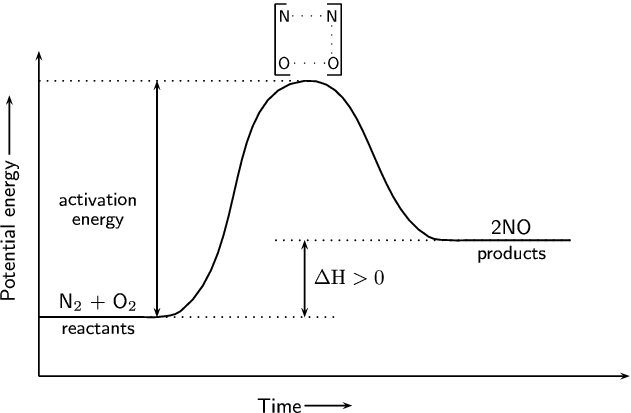 N N
O O
Potential energy
activation
energy
N₂ + O₂
reactants
ΔH > 0
2NO
products
Time